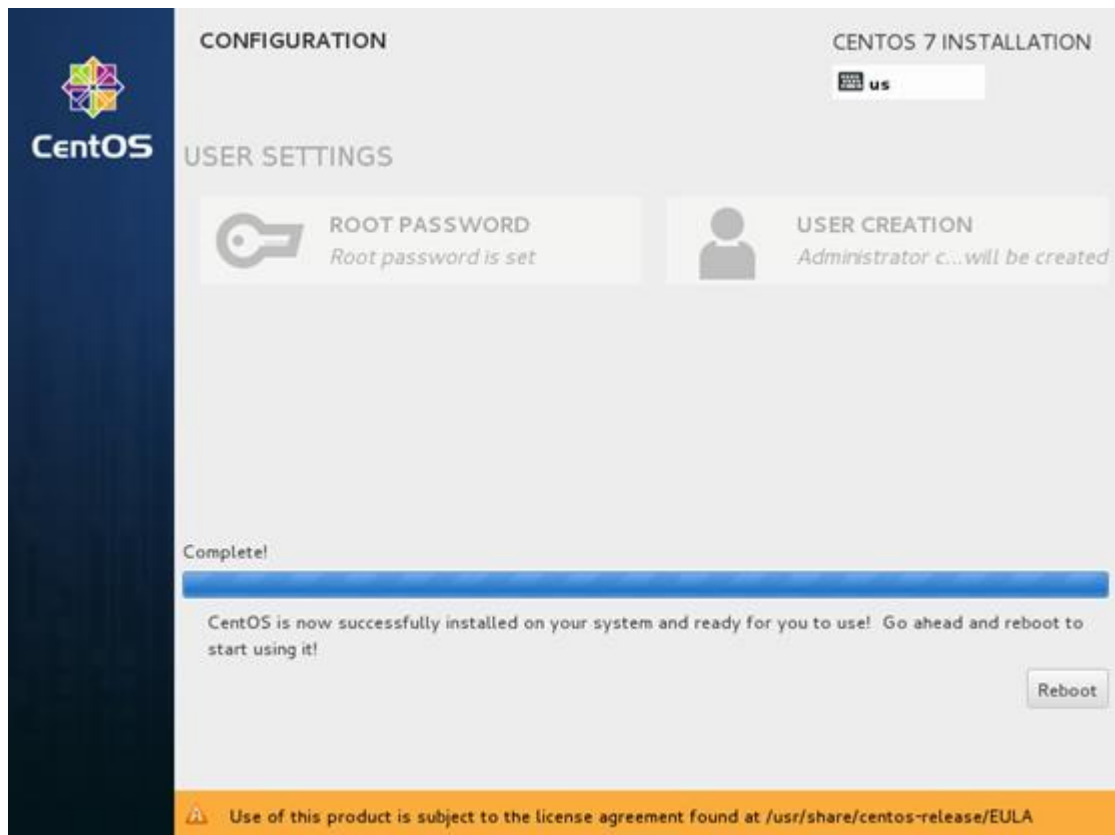 CONFIGURATION
CENTOS 7 INSTALLATION
us
CentOS
USER SETTINGS
ROOT PASSWORD
Root password is set
USER CREATION
Administrator c...will be created
Complete!
CentOS is now successfully installed on your system and ready for you to use! Go ahead and reboot to
start using it!
Reboot
Use of this product is subject to the license agreement found at /usr/share/centos-release/EULA